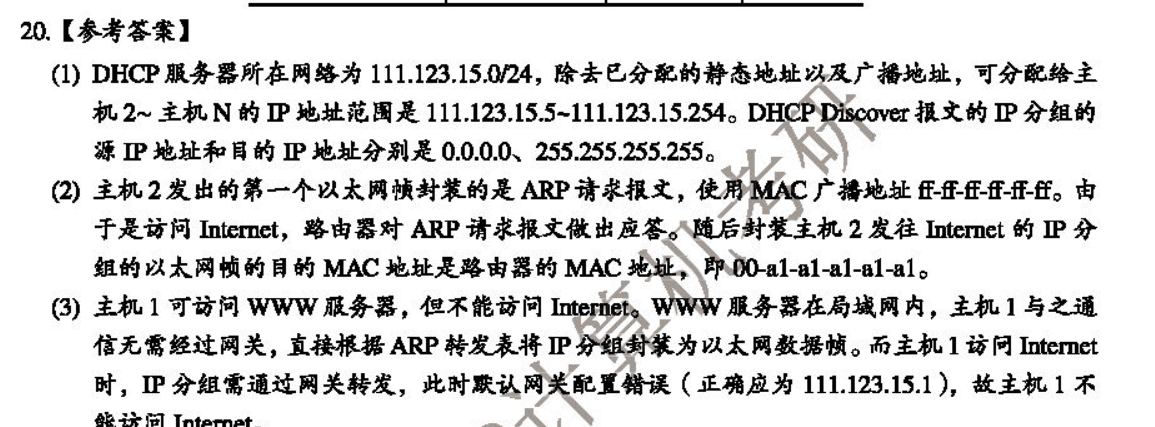 20.【参考答案】
(1) DHCP 服务器所在网络为 111.123.15.0/24，除去已分配的静态地址以及广播地址，可分配给主
机 2~ 主机 N 的 IP 地址范围是 111.123.15.5~111.123.15.254。DHCP Discover 报文的 IP 分组的
源 IP 地址和目的 IP 地址分别是 0.0.0.0、255.255.255.255。
(2) 主机 2 发出的第一个以太网帧封装的是 ARP 请求报文，使用 MAC 广播地址 ff-ff-ff-ff-ff-ff。由
于是访问 Internet，路由器对 ARP 请求报文做出应答。随后封装主机 2 发往 Internet 的 IP 分
组的以太网帧的目的 MAC 地址是路由器的 MAC 地址，即 00-a1-a1-a1-a1-a1。
(3) 主机 1 可访问 WWW 服务器，但不能访问 Internet。WWW 服务器在局域网内，主机 1 与之通
信无需经过网关，直接根据 ARP 转发表将 IP 分组封装为以太网数据帧。而主机 1 访问 Internet
时，IP 分组需通过网关转发，此时默认网关配置错误（正确应为 111.123.15.1），故主机 1 不
能访问 Internet。
计算机考研